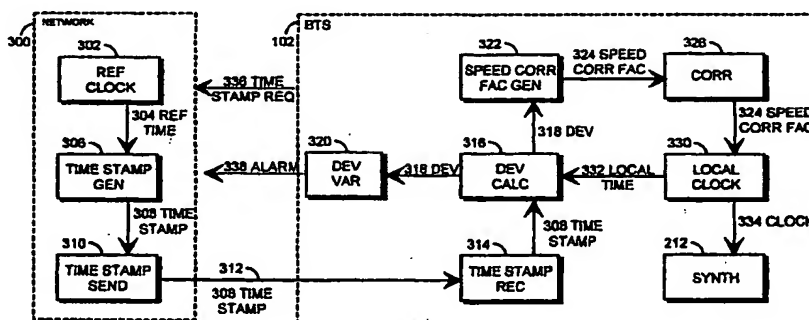 NETWORK
300
302
REF
CLOCK
304 REF
TIME
306
TIME STAMP
GEN
308 TIME
STAMP
310
TIME STAMP
SEND
336 TIME
STAMP REQ
338 ALARM
312
308 TIME
STAMP
102
BTS
322
SPEED CORR
FAC GEN
324 SPEED
CORR FAC
328
CORR
318 DEV
324 SPEED
CORR FAC
320
DEV
VAR
318 DEV
316
DEV
CALC
332 LOCAL
TIME
330
LOCAL
CLOCK
308 TIME
STAMP
334 CLOCK
314
TIME STAMP
REC
212
SYNTH